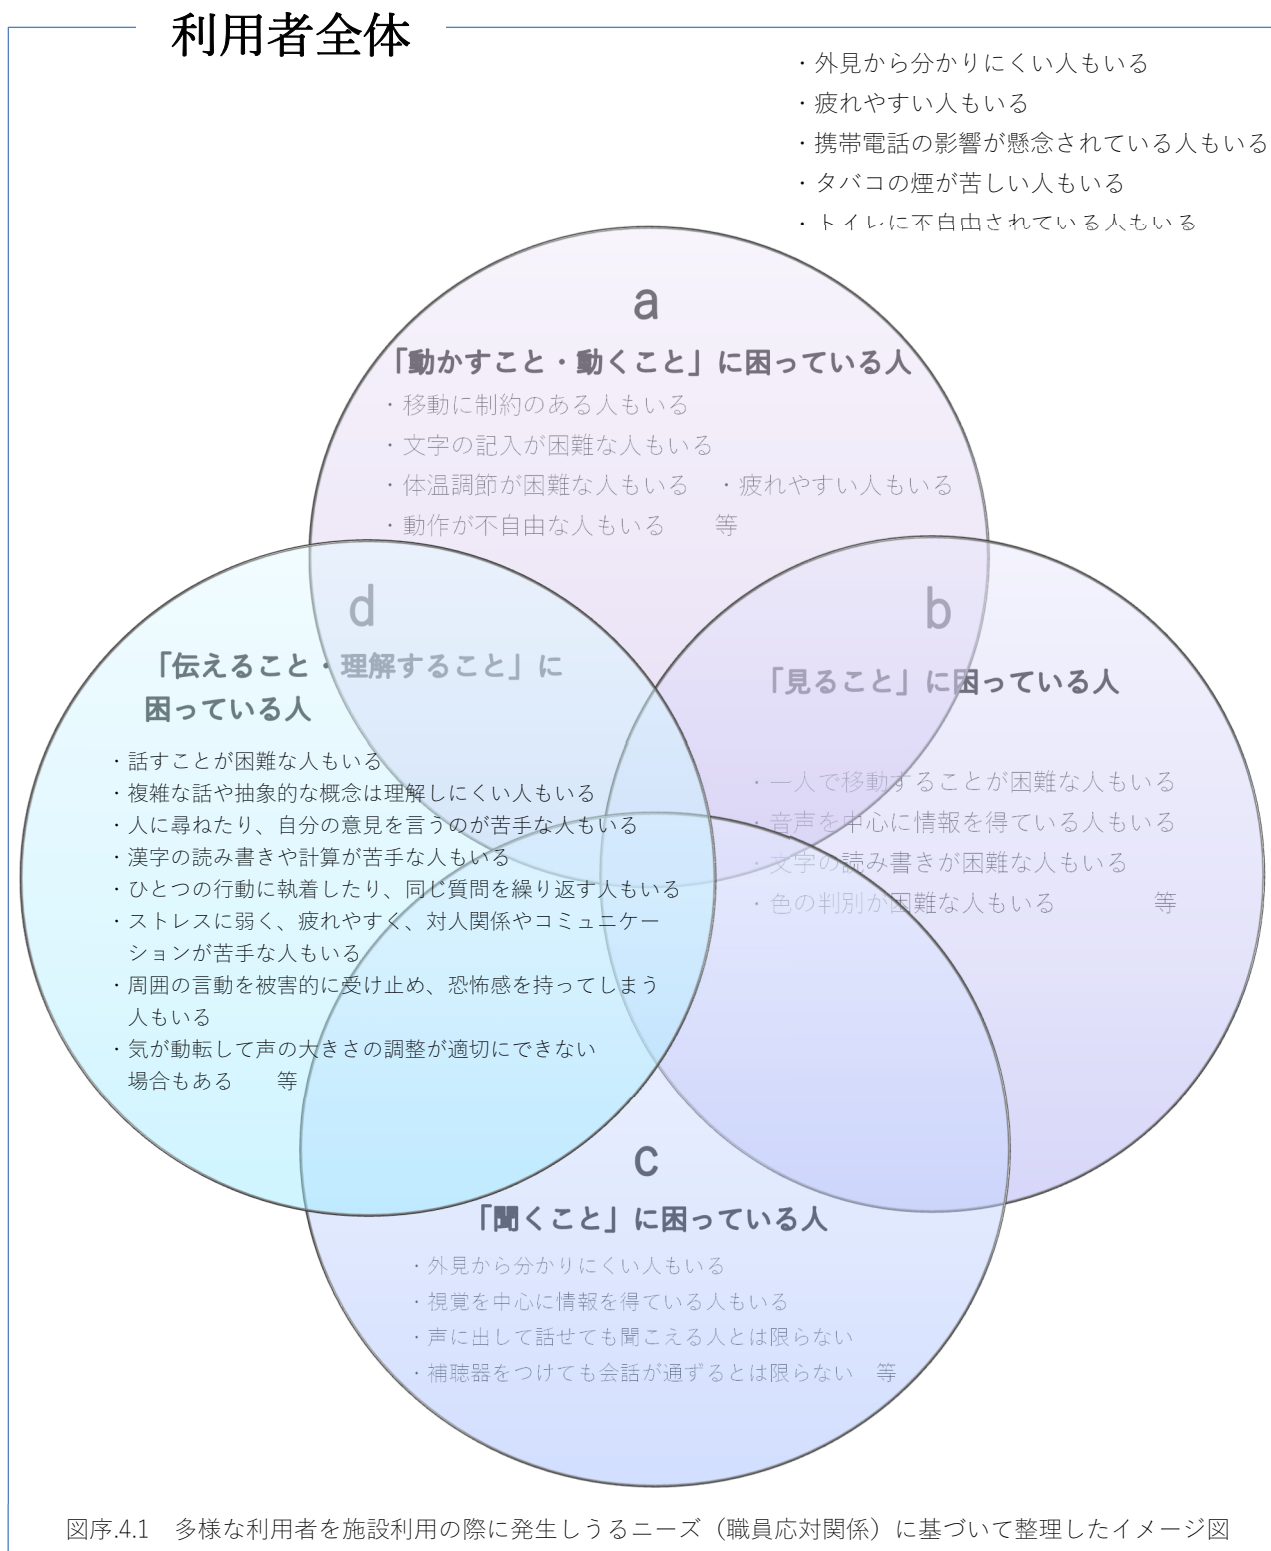 利用者全体
・外見から分かりにくい人もいる
・疲れやすい人もいる
・携帯電話の影響が懸念されている人もいる
・タバコの煙が苦しい人もいる
・トイレに不自由されている人もいる
a
「動かすこと・動くこと」に困っている人
・移動に制約のある人もいる
・文字の記入が困難な人もいる
・体温調節が困難な人もいる　・疲れやすい人もいる
・動作が不自由な人もいる　　等
d
「伝えること・理解すること」に
困っている人
・話すことが困難な人もいる
・複雑な話や抽象的な概念は理解しにくい人もいる
・人に尋ねたり、自分の意見を言うのが苦手な人もいる
・漢字の読み書きや計算が苦手な人もいる
・ひとつの行動に執着したり、同じ質問を繰り返す人もいる
・ストレスに弱く、疲れやすく、対人関係やコミュニケー
ションが苦手な人もいる
・周囲の言動を被害的に受け止め、恐怖感を持ってしまう
人もいる
・気が動転して声の大きさの調整が適切にできない
場合もある　　等
b
「見ること」に困っている人
・一人で移動することが困難な人もいる
・音声を中心に情報を得ている人もいる
・文字の読み書きが困難な人もいる
・色の判別が困難な人もいる　　　　等
c
「聞くこと」に困っている人
・外見から分かりにくい人もいる
・視覚を中心に情報を得ている人もいる
・声に出して話せても聞こえる人とは限らない
・補聴器をつけても会話が通ずるとは限らない　等
図序.4.1　多様な利用者を施設利用の際に発生しうるニーズ（職員応対関係）に基づいて整理したイメージ図